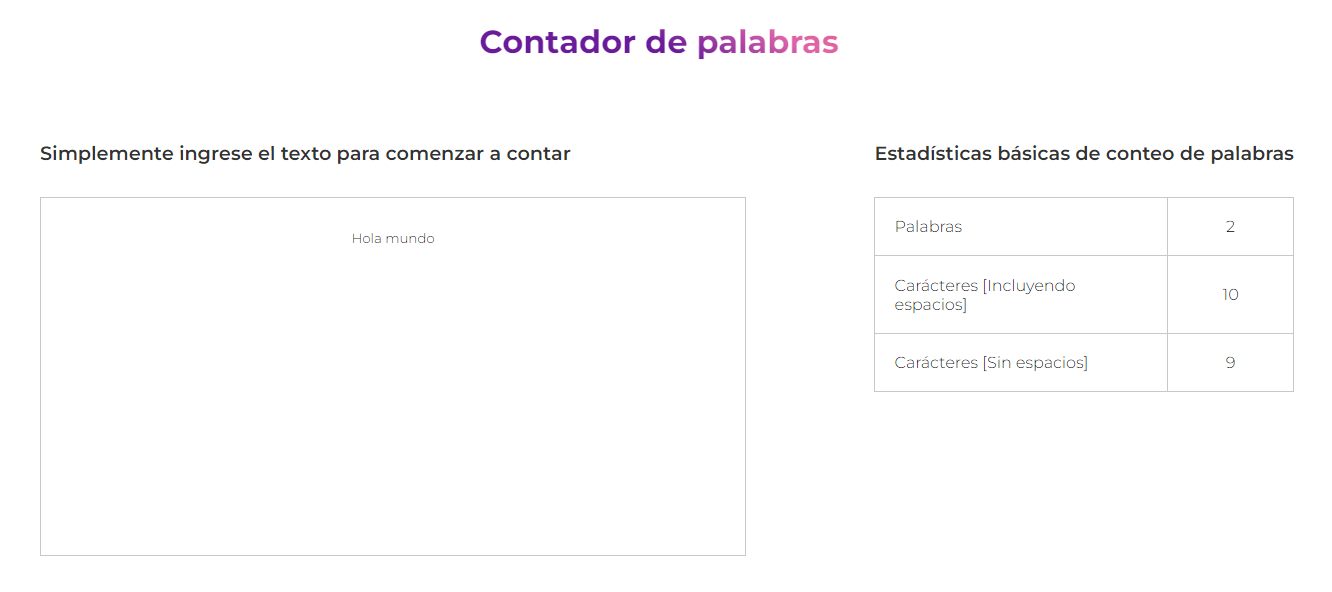 Contador de palabras
Simplemente ingrese el texto para comenzar a contar
Hola mundo
Estadísticas básicas de conteo de palabras
Palabras 2
Carácteres [Incluyendo
espacios] 10
Carácteres [Sin espacios] 9